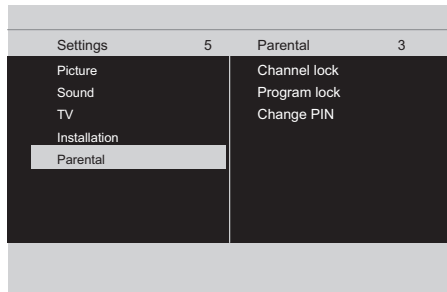 Settings 5 Parental 3
Picture Channel lock
Sound Program lock
TV Change PIN
Installation
Parental